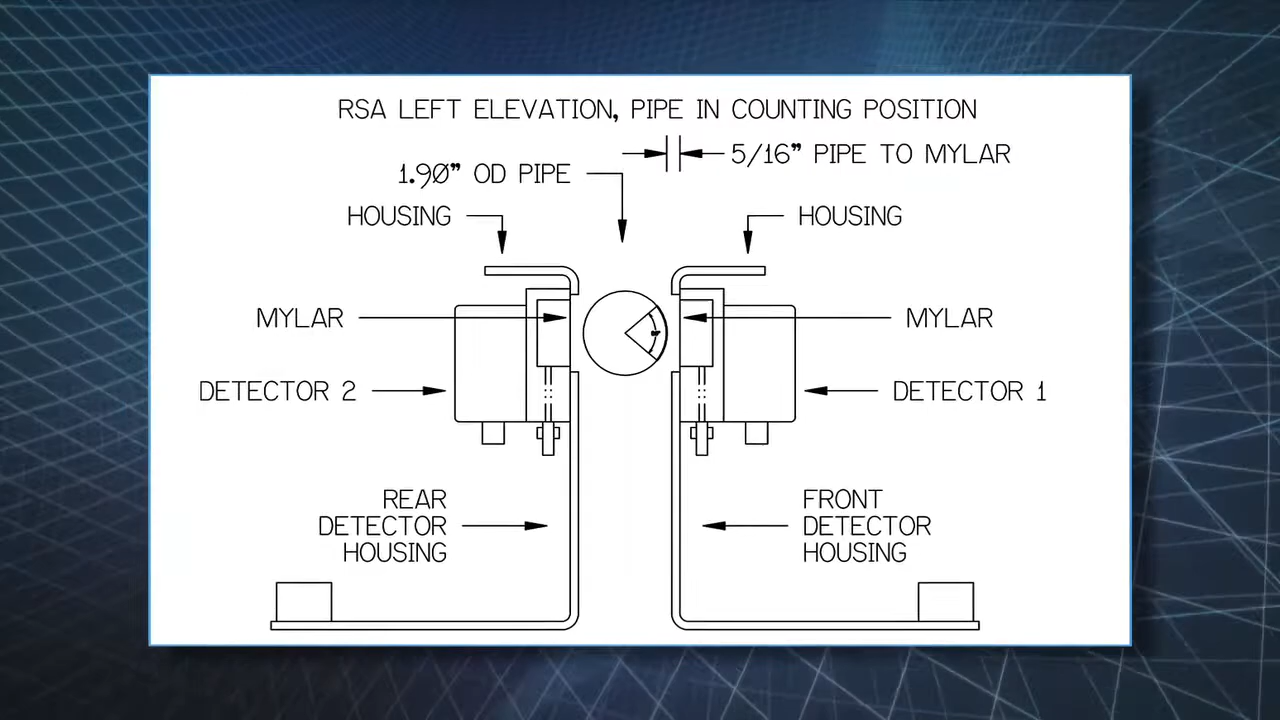 RSA LEFT ELEVATION, PIPE IN COUNTING POSITION
5/16" PIPE TO MYLAR
1.90" OD PIPE
HOUSING
HOUSING
MYLAR
MYLAR
DETECTOR 2
DETECTOR 1
REAR
DETECTOR
HOUSING
FRONT
DETECTOR
HOUSING